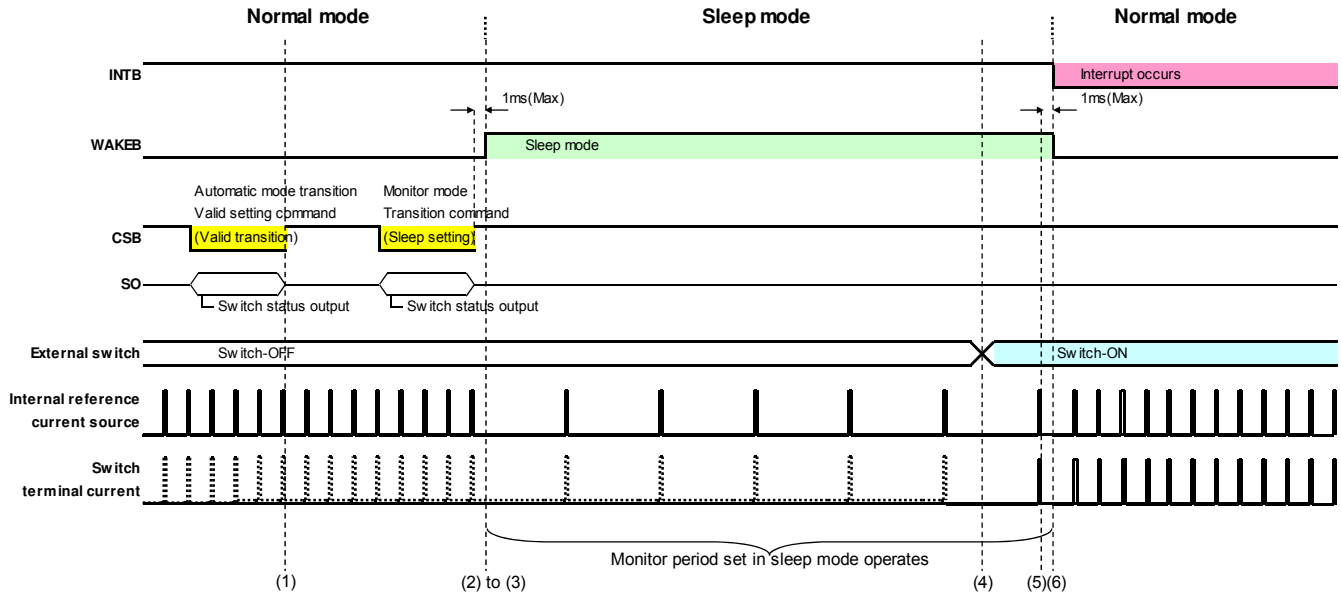 Normal mode
Sleep mode
Normal mode
INTB
Interrupt occurs
1ms(Max)
1ms(Max)
WAKEB
Sleep mode
Automatic mode transition
Valid setting command
(Valid transition)
Monitor mode
Transition command
(Sleep setting)
CSB
SO
Switch status output
Switch status output
External switch
Switch-OFF
Switch-ON
Internal reference
current source
Switch
terminal current
Monitor period set in sleep mode operates
(1)
(2) to (3)
(4)
(5)(6)